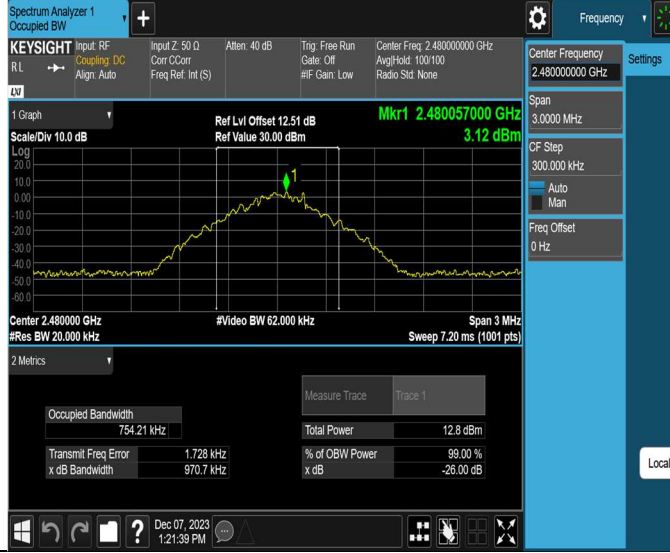 Spectrum Analyzer 1
Occupied BW
+
Frequency
KEYSIGHT
RL
LXI
Input: RF
Coupling: DC
Align: Auto
Input Z: 50 Ω
Corr CCorr
Freq Ref: Int (S)
Atten: 40 dB
Trig: Free Run
Gate: Off
#IF Gain: Low
Center Freq: 2.480000000 GHz
Avg|Hold: 100/100
Radio Std: None
Center Frequency
2.480000000 GHz
Settings
Span
3.0000 MHz
CF Step
300.000 kHz
Auto
Man
Freq Offset
0 Hz
Local
1 Graph
Scale/Div 10.0 dB
Ref Lvl Offset 12.51 dB
Ref Value 30.00 dBm
Mkr1 2.480057000 GHz
3.12 dBm
Log
20.0
10.0
0.00
-10.0
-20.0
-30.0
-40.0
-50.0
-60.0
1
Center 2.480000 GHz
#Res BW 20.000 kHz
#Video BW 62.000 kHz
Span 3 MHz
Sweep 7.20 ms (1001 pts)
2 Metrics
Measure Trace Trace 1
Occupied Bandwidth
754.21 kHz
Total Power 12.8 dBm
Transmit Freq Error 1.728 kHz
% of OBW Power 99.00 %
x dB Bandwidth 970.7 kHz
x dB -26.00 dB
?
Dec 07, 2023
1:21:39 PM